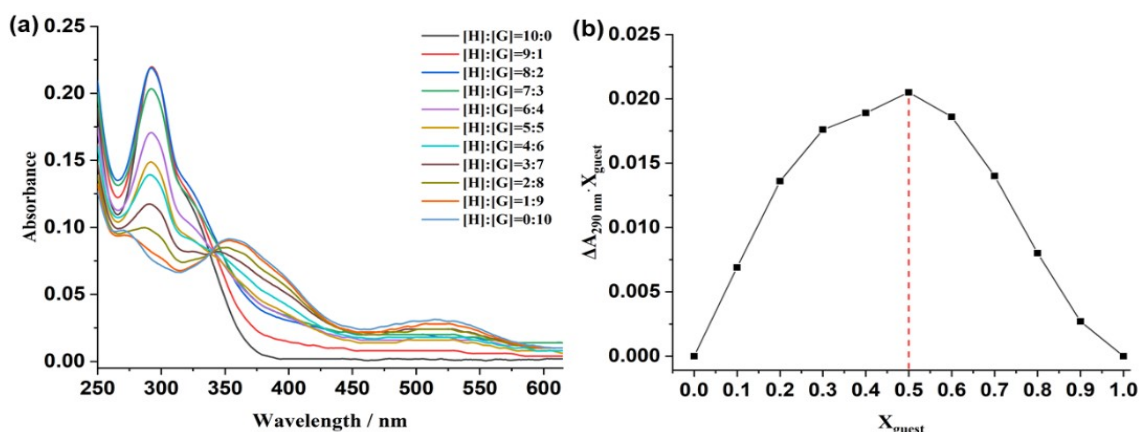 (a)
0.25
0.20
0.15
0.10
0.05
0.00
Absorbance
250 300 350 400 450 500 550 600
Wavelength / nm
[H]:[G]=10:0
[H]:[G]=9:1
[H]:[G]=8:2
[H]:[G]=7:3
[H]:[G]=6:4
[H]:[G]=5:5
[H]:[G]=4:6
[H]:[G]=3:7
[H]:[G]=2:8
[H]:[G]=1:9
[H]:[G]=0:10
(b)
0.025
0.020
0.015
0.010
0.005
0.000
ΔA290 nm·Xguest
0.0 0.1 0.2 0.3 0.4 0.5 0.6 0.7 0.8 0.9 1.0
Xguest